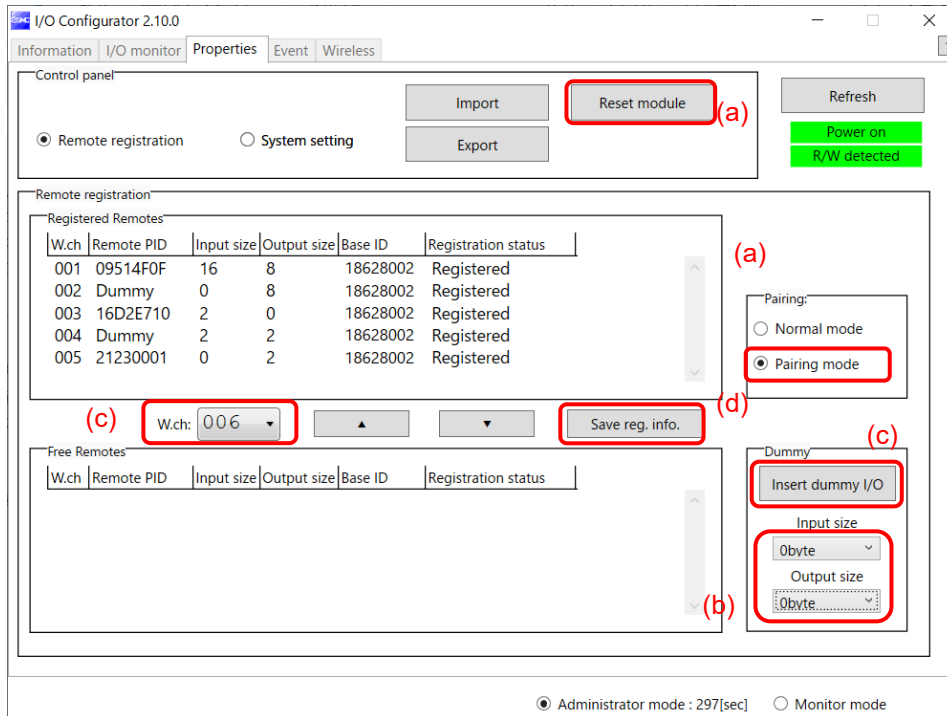 SMC I/O Configurator 2.10.0
Information I/O monitor Properties Event Wireless
Control panel
Import Reset module (a) Refresh
Remote registration System setting Export Power on
R/W detected
Remote registration
Registered Remotes
W.ch Remote PID Input size Output size Base ID Registration status (a)
001 09514F0F 16 8 18628002 Registered
002 Dummy 0 8 18628002 Registered
003 16D2E710 2 0 18628002 Registered
004 Dummy 2 2 18628002 Registered
005 21230001 0 2 18628002 Registered
Pairing:
Normal mode
Pairing mode
(c) W.ch: 006 ▲ ▼ Save reg. info. (d)
Free Remotes
W.ch Remote PID Input size Output size Base ID Registration status
(c)
Dummy
Insert dummy I/O
Input size
0byte
Output size
0byte
(b)
Administrator mode : 297[sec] Monitor mode